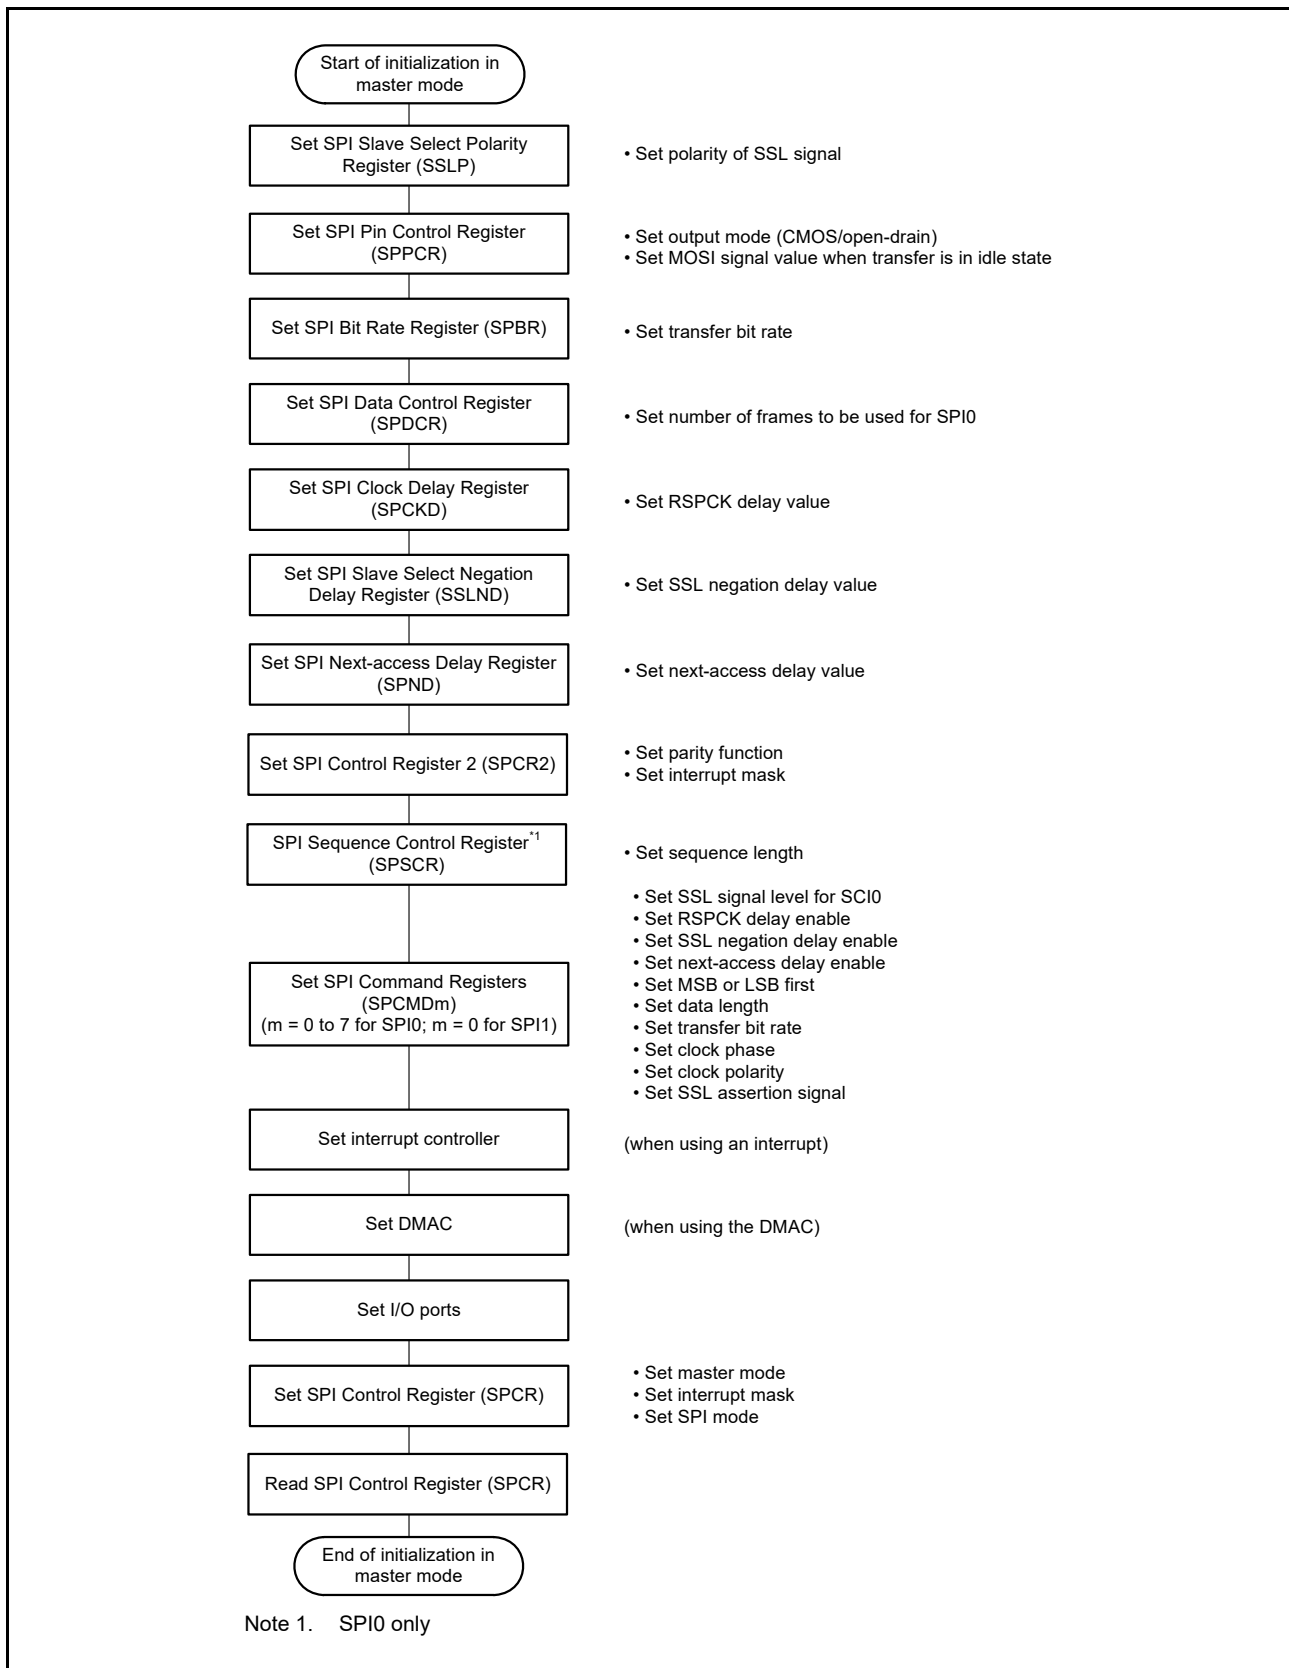 Start of initialization in
master mode
Set SPI Slave Select Polarity
Register (SSLP)
• Set polarity of SSL signal
Set SPI Pin Control Register
(SPPCR)
• Set output mode (CMOS/open-drain)
• Set MOSI signal value when transfer is in idle state
Set SPI Bit Rate Register (SPBR)
• Set transfer bit rate
Set SPI Data Control Register
(SPDCR)
• Set number of frames to be used for SPI0
Set SPI Clock Delay Register
(SPCKD)
• Set RSPCK delay value
Set SPI Slave Select Negation
Delay Register (SSLND)
• Set SSL negation delay value
Set SPI Next-access Delay Register
(SPND)
• Set next-access delay value
Set SPI Control Register 2 (SPCR2)
• Set parity function
• Set interrupt mask
SPI Sequence Control Register*1
(SPSCR)
• Set sequence length
Set SPI Command Registers
(SPCMDm)
(m = 0 to 7 for SPI0; m = 0 for SPI1)
• Set SSL signal level for SCI0
• Set RSPCK delay enable
• Set SSL negation delay enable
• Set next-access delay enable
• Set MSB or LSB first
• Set data length
• Set transfer bit rate
• Set clock phase
• Set clock polarity
• Set SSL assertion signal
Set interrupt controller
(when using an interrupt)
Set DMAC
(when using the DMAC)
Set I/O ports
Set SPI Control Register (SPCR)
• Set master mode
• Set interrupt mask
• Set SPI mode
Read SPI Control Register (SPCR)
End of initialization in
master mode
Note 1. SPI0 only